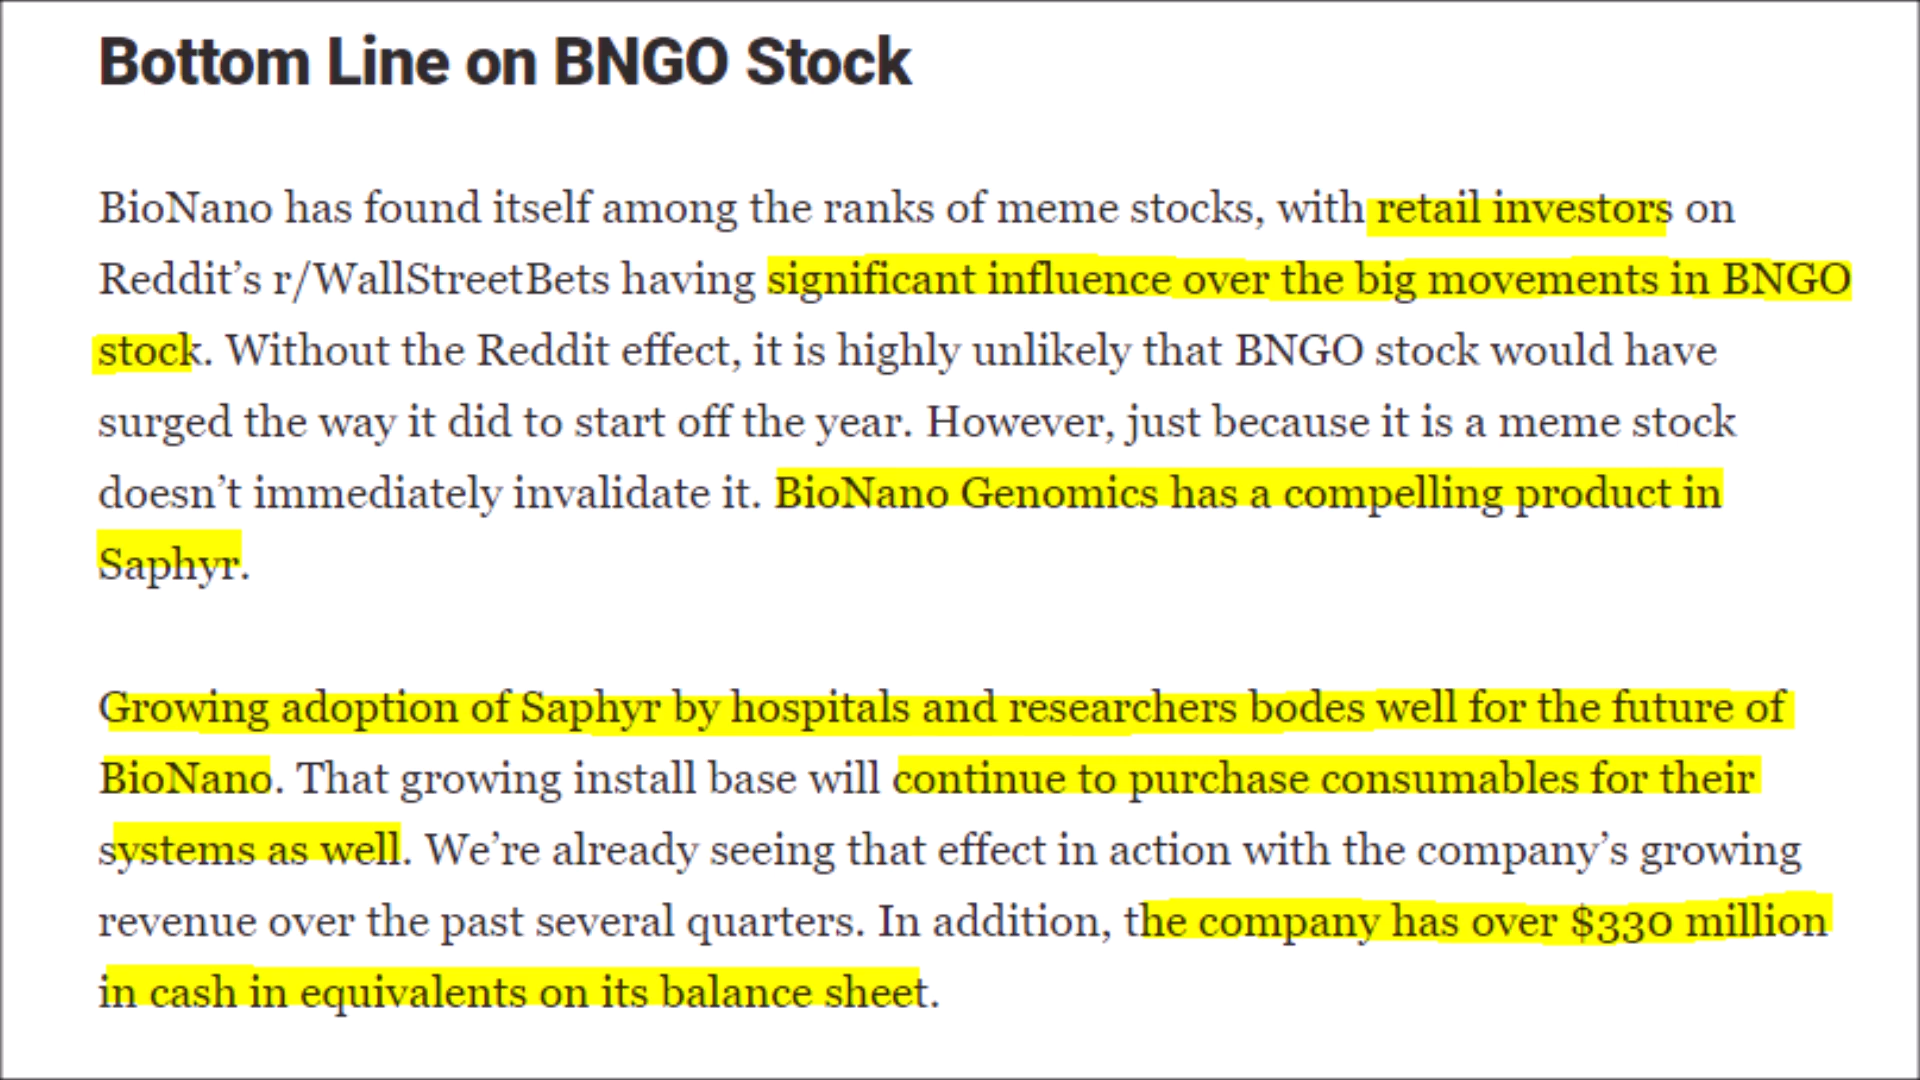 Bottom Line on BNGO Stock
BioNano has found itself among the ranks of meme stocks, with retail investors on
Reddit’s r/WallStreetBets having significant influence over the big movements in BNGO
stock. Without the Reddit effect, it is highly unlikely that BNGO stock would have
surged the way it did to start off the year. However, just because it is a meme stock
doesn’t immediately invalidate it. BioNano Genomics has a compelling product in
Saphyr.
Growing adoption of Saphyr by hospitals and researchers bodes well for the future of
BioNano. That growing install base will continue to purchase consumables for their
systems as well. We’re already seeing that effect in action with the company’s growing
revenue over the past several quarters. In addition, the company has over $330 million
in cash in equivalents on its balance sheet.